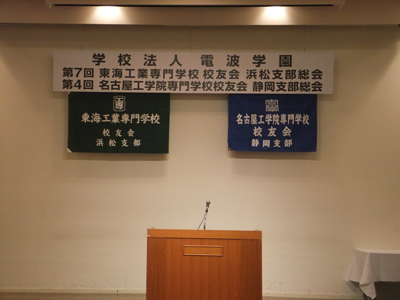 学校法人電波学園
第7回 東海工業専門学校 校友会 浜松支部総会
第4回 名古屋工学院専門学校校友会 静岡支部総会
東海工業専門学校
校友会
浜松支部
名古屋工学院専門学校
校友会
静岡支部